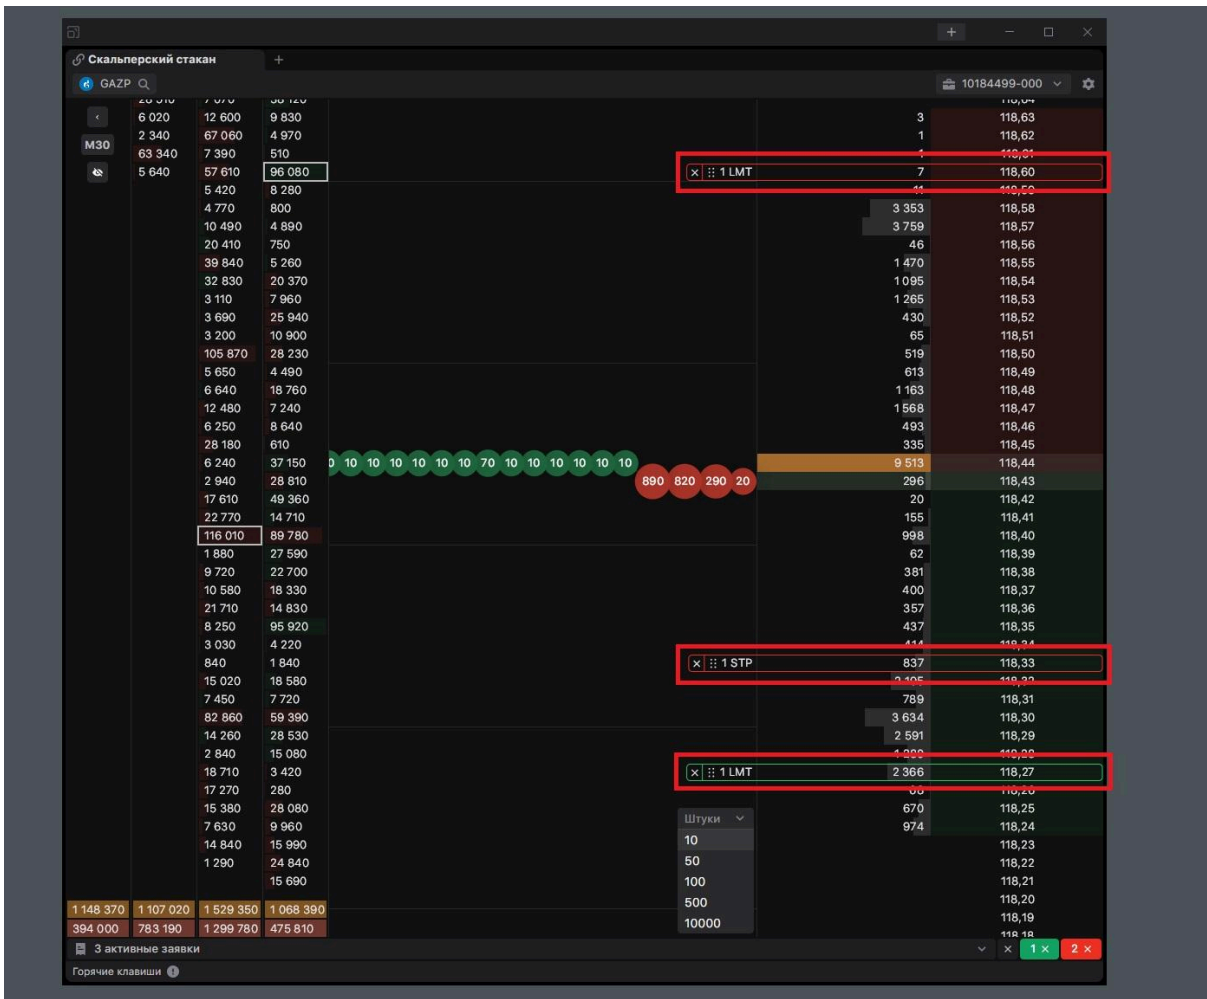 Скальперский стакан
GAZP 10184499-000
6 020 12 600 9 830 3 118,63
M30 2 340 67 060 4 970 1 118,62
63 340 7 390 510
5 640 57 610 96 080 1 LMT 7 118,60
5 420 8 280 11 118,59
4 770 800 3 353 118,58
10 490 4 890 3 759 118,57
20 410 750 46 118,56
39 840 5 260 1 470 118,55
32 830 20 370 1 095 118,54
3 110 7 960 1 265 118,53
3 690 25 940 430 118,52
3 200 10 900 65 118,51
105 870 28 230 519 118,50
5 650 4 490 613 118,49
6 640 18 760 1 163 118,48
12 480 7 240 1 568 118,47
6 250 8 640 493 118,46
28 180 610 335 118,45
6 240 37 150 10 10 10 10 10 10 70 10 10 10 10 10 10 9 513 118,44
2 940 28 810 890 820 290 20 296 118,43
17 610 49 360 20 118,42
22 770 14 710 155 118,41
116 010 89 780 998 118,40
1 880 27 590 62 118,39
9 720 22 700 381 118,38
10 580 18 330 400 118,37
21 710 14 830 357 118,36
8 250 95 920 437 118,35
3 030 4 220 414 118,34
840 1 840 1 STP 837 118,33
15 020 18 580 2 195 118,32
7 450 7 720 789 118,31
82 860 59 390 3 634 118,30
14 260 28 530 2 591 118,29
2 840 15 080 118,28
18 710 3 420 1 LMT 2 366 118,27
17 270 280 118,26
15 380 28 080 670 118,25
7 630 9 960 Штуки 974 118,24
14 840 15 990 10 118,23
1 290 24 840 50 118,22
15 690 100 118,21
1 148 370 1 107 020 1 529 350 1 068 390 500 118,20
394 000 783 190 1 299 780 475 810 10000 118,19
118,18
3 активные заявки 1 × 2 ×
Горячие клавиши